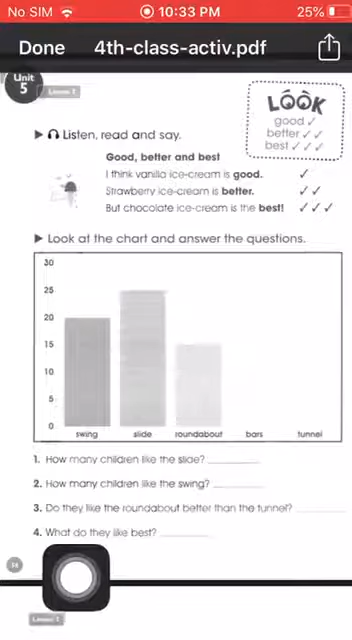 No SIM 10:33 PM 25%
Done 4th-class-activ.pdf
Unit
5
Lesson 1
LOOK
good ✓
better ✓ ✓
best ✓ ✓ ✓
Listen, read and say.
Good, better and best
I think vanilla ice-cream is good. ✓
Strawberry ice-cream is better. ✓ ✓
But chocolate ice-cream is the best! ✓ ✓ ✓
Look at the chart and answer the questions.
30
25
20
15
10
5
0
swing slide roundabout bars tunnel
1. How many children like the slide?
2. How many children like the swing?
3. Do they like the roundabout better than the tunnel?
4. What do they like best?